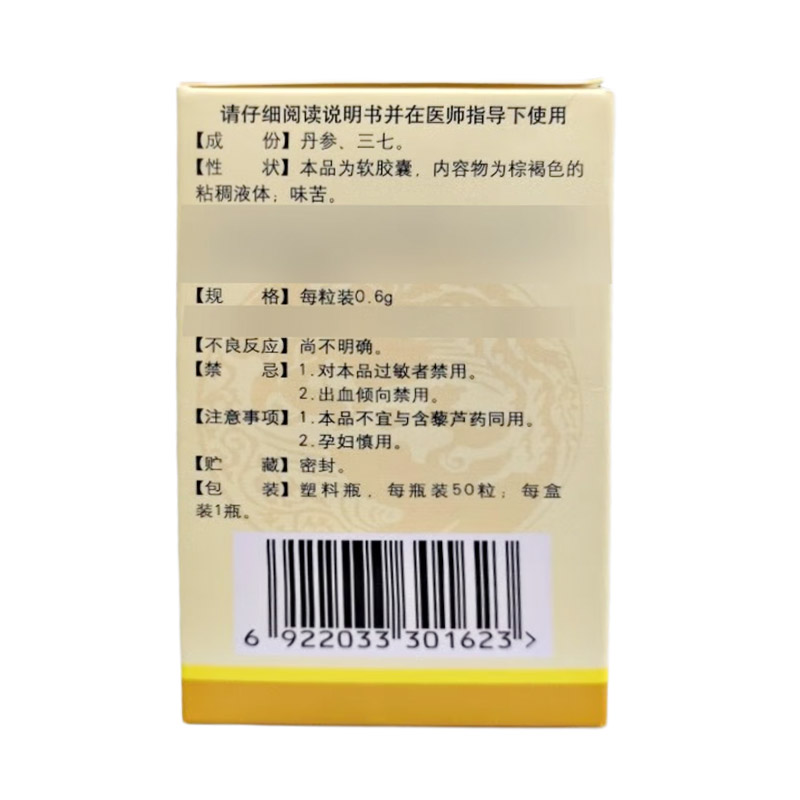 请仔细阅读说明书并在医师指导下使用
【成　份】丹参、三七。
【性　状】本品为软胶囊，内容物为棕褐色的
粘稠液体；味苦。
【规　格】每粒装0.6g
【不良反应】尚不明确。
【禁　忌】1.对本品过敏者禁用。
2.出血倾向禁用。
【注意事项】1.本品不宜与含藜芦药同用。
2.孕妇慎用。
【贮　藏】密封。
【包　装】塑料瓶，每瓶装50粒；每盒
装1瓶。
6 922033 301623 >